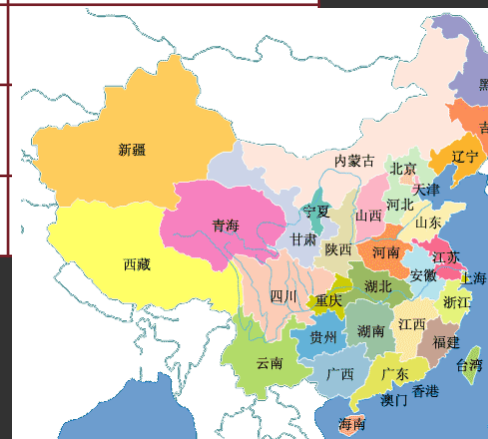 黑
吉
辽宁
内蒙古
新疆
北京
天津
河北
宁夏
山西
山东
青海
甘肃
陕西
河南
江苏
西藏
安徽
上海
四川
重庆
湖北
浙江
贵州
湖南
江西
福建
云南
广西
广东
台湾
香港
澳门
海南